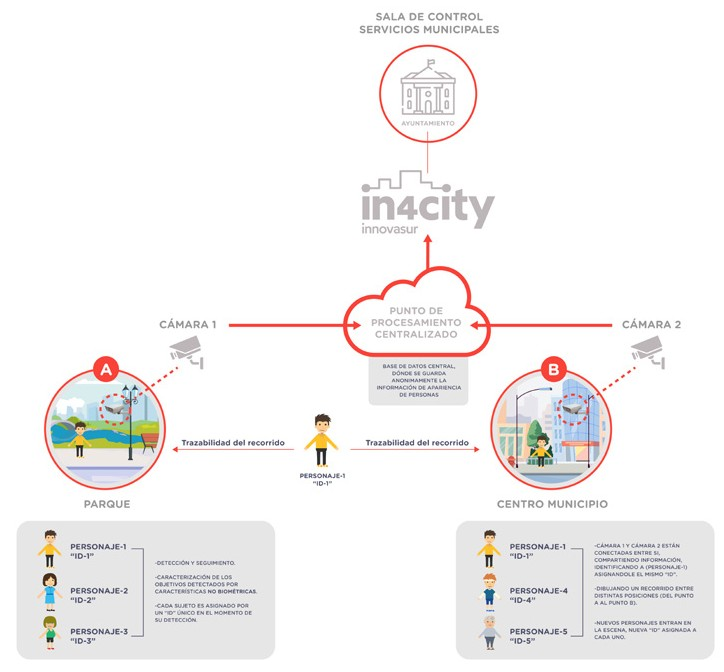 SALA DE CONTROL
SERVICIOS MUNICIPALES
AYUNTAMIENTO
in4city
innovasur
CÁMARA 1
PUNTO DE
PROCESAMIENTO
CENTRALIZADO
CÁMARA 2
BASE DE DATOS CENTRAL,
DÓNDE SE GUARDA
ANONIMAMENTE LA
INFORMACIÓN DE APARIENCIA
DE PERSONAS
A
B
Trazabilidad del recorrido
Trazabilidad del recorrido
PERSONAJE-1
"ID-1"
PARQUE
CENTRO MUNICIPIO
PERSONAJE-1
"ID-1"
PERSONAJE-2
"ID-2"
PERSONAJE-3
"ID-3"
-DETECCIÓN Y SEGUIMIENTO.
-CARACTERIZACIÓN DE LOS
OBJETIVOS DETECTADOS POR
CARACTERÍSTICAS NO BIOMÉTRICAS.
-CADA SUJETO ES ASIGNADO POR
UN "ID" ÚNICO EN EL MOMENTO DE
SU DETECCIÓN.
PERSONAJE-1
"ID-1"
PERSONAJE-4
"ID-4"
PERSONAJE-5
"ID-5"
-CÁMARA 1 Y CÁMARA 2 ESTÁN
CONECTADAS ENTRE SI,
COMPARTIENDO INFORMACIÓN,
IDENTIFICANDO A (PERSONAJE-1)
ASIGNANDOLE EL MISMO "ID".
-DIBUJANDO UN RECORRIDO ENTRE
DISTINTAS POSICIONES (DEL PUNTO
A AL PUNTO B).
-NUEVOS PERSONAJES ENTRAN EN
LA ESCENA, NUEVA "ID" ASIGNADA A
CADA UNO.